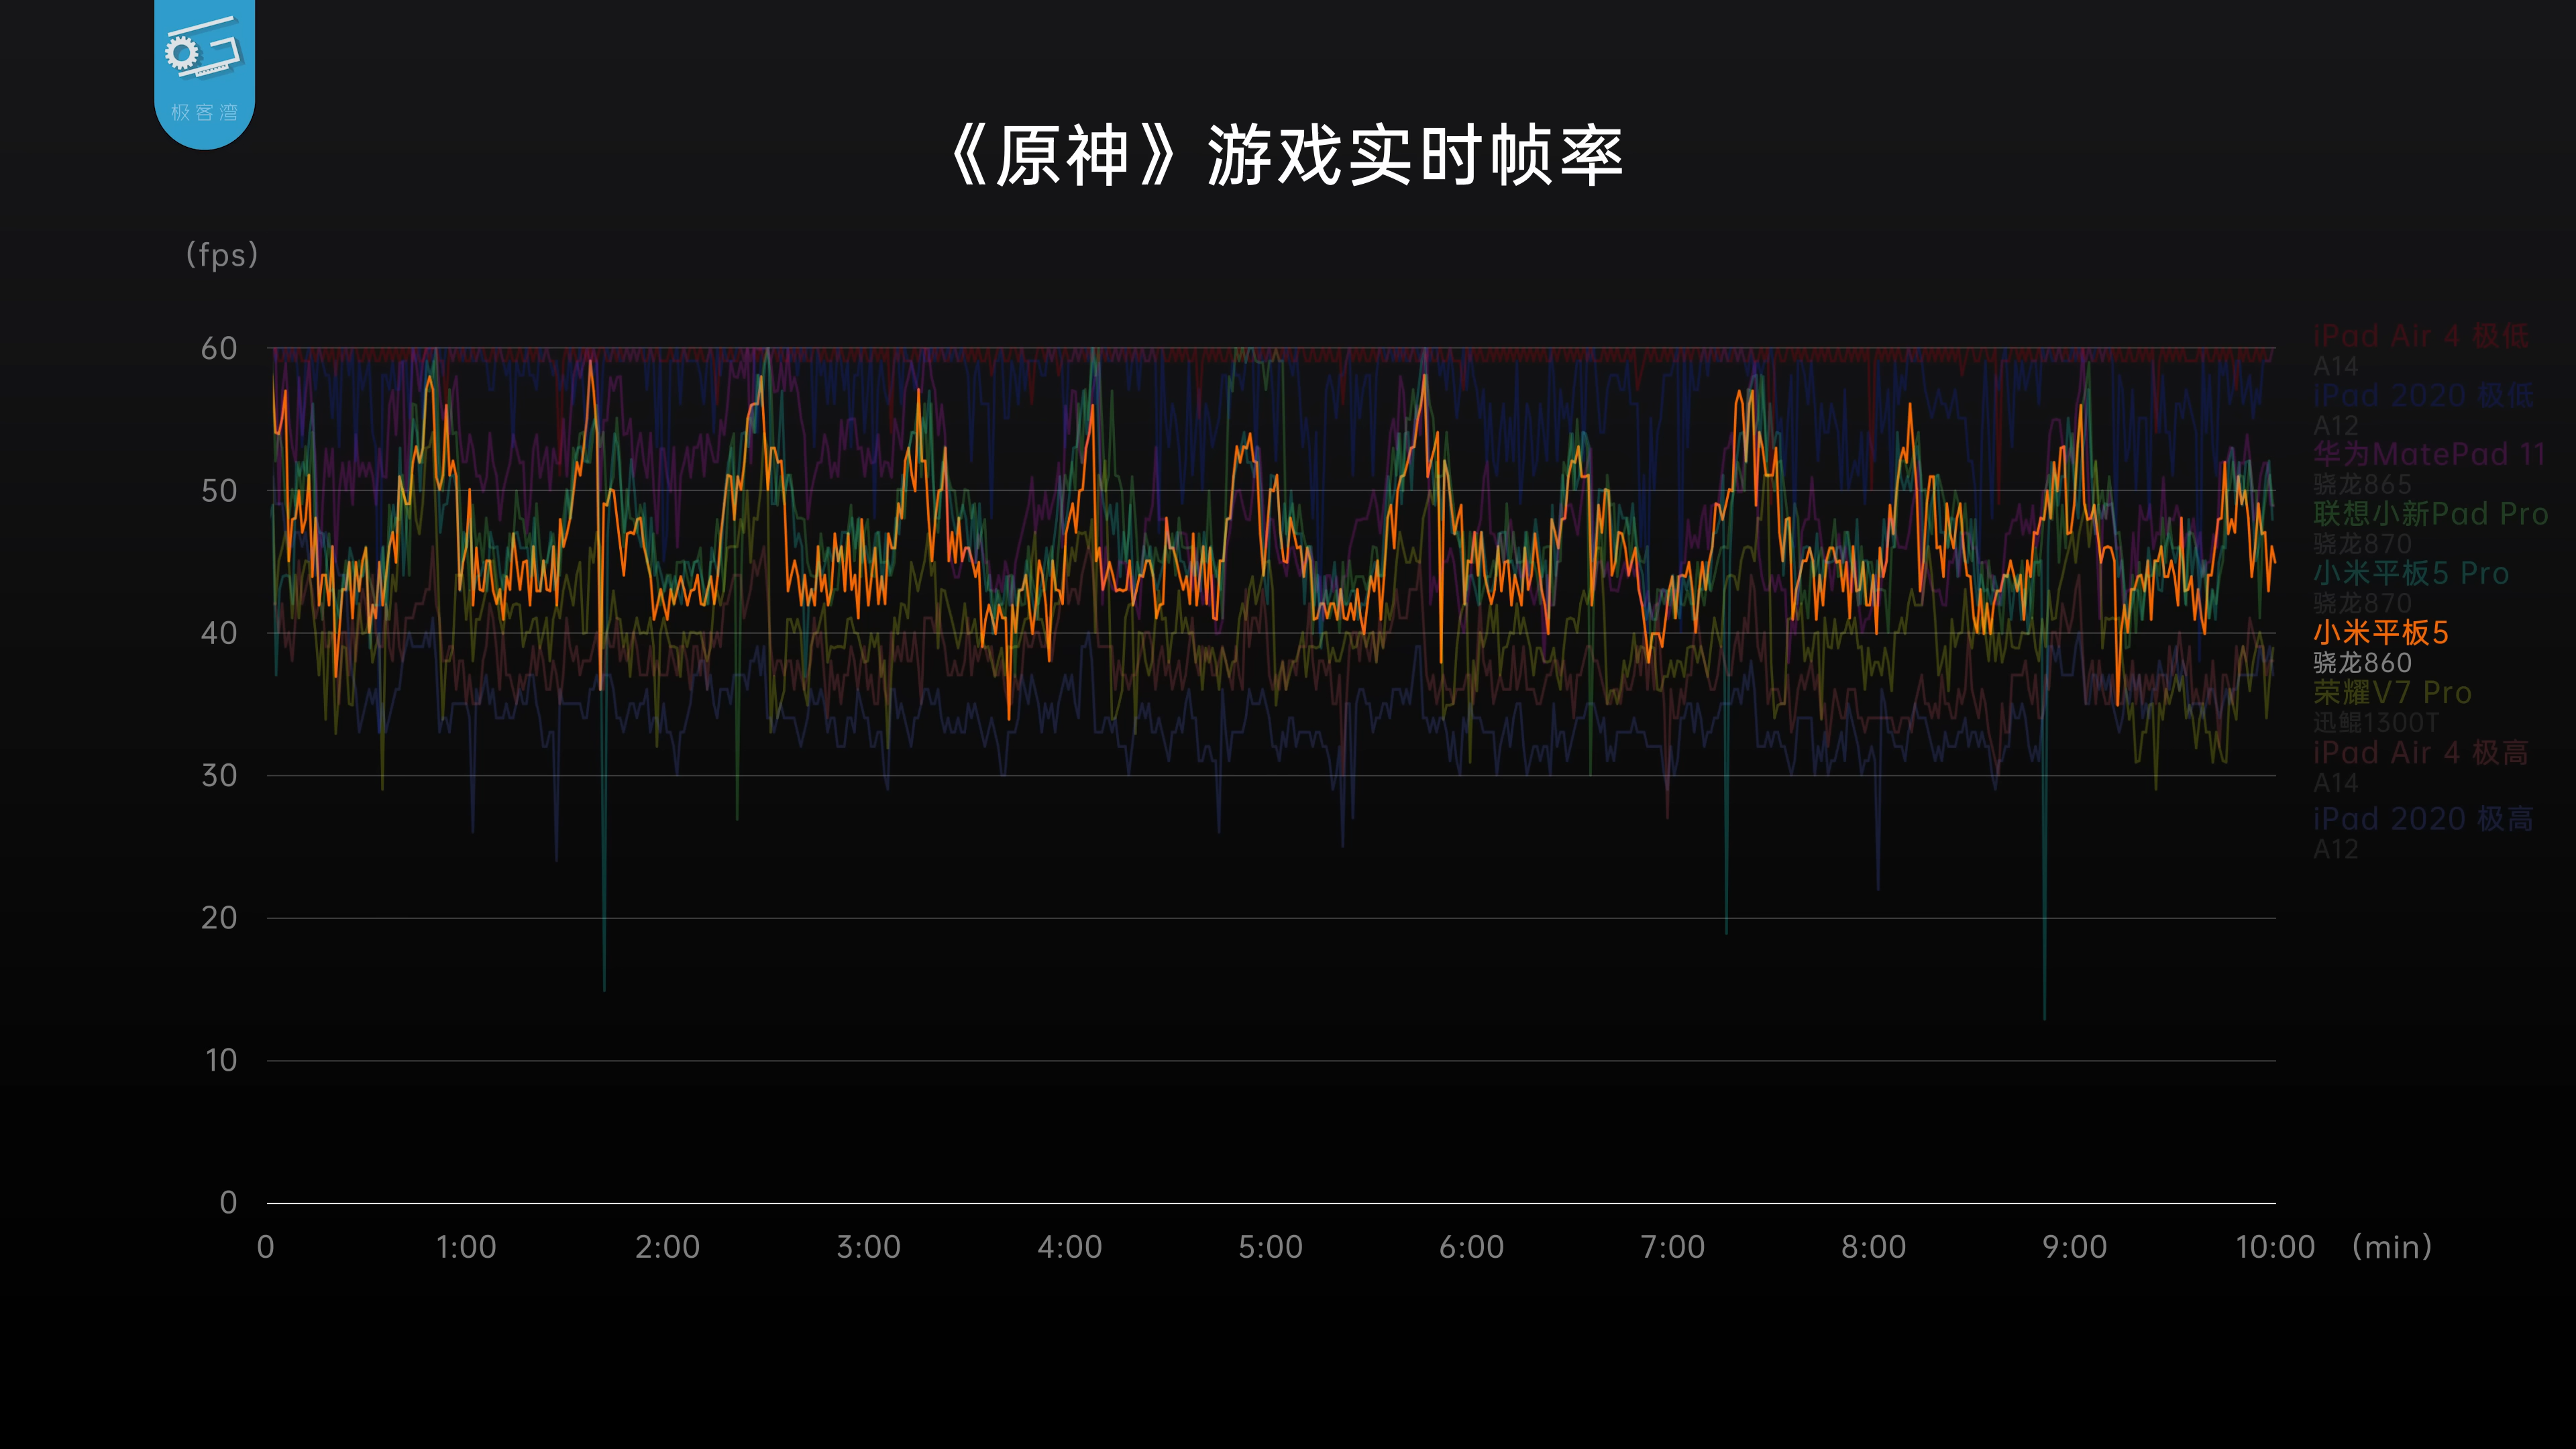 极客湾
《原神》游戏实时帧率
(fps)
60
50
40
30
20
10
0
iPad Air 4 极低
A14
iPad 2020 极低
A12
华为MatePad 11
骁龙865
联想小新Pad Pro
骁龙870
小米平板5 Pro
骁龙870
小米平板5
骁龙860
荣耀V7 Pro
迅鲲1300T
iPad Air 4 极高
A14
iPad 2020 极高
A12
0 1:00 2:00 3:00 4:00 5:00 6:00 7:00 8:00 9:00 10:00 (min)